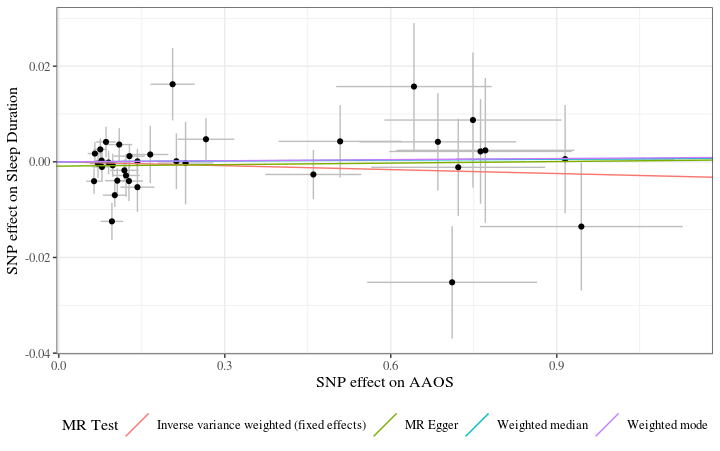 SNP effect on Sleep Duration
0.02
0.00
-0.02
-0.04
0.0 0.3 0.6 0.9
SNP effect on AAOS
MR Test Inverse variance weighted (fixed effects) MR Egger Weighted median Weighted mode